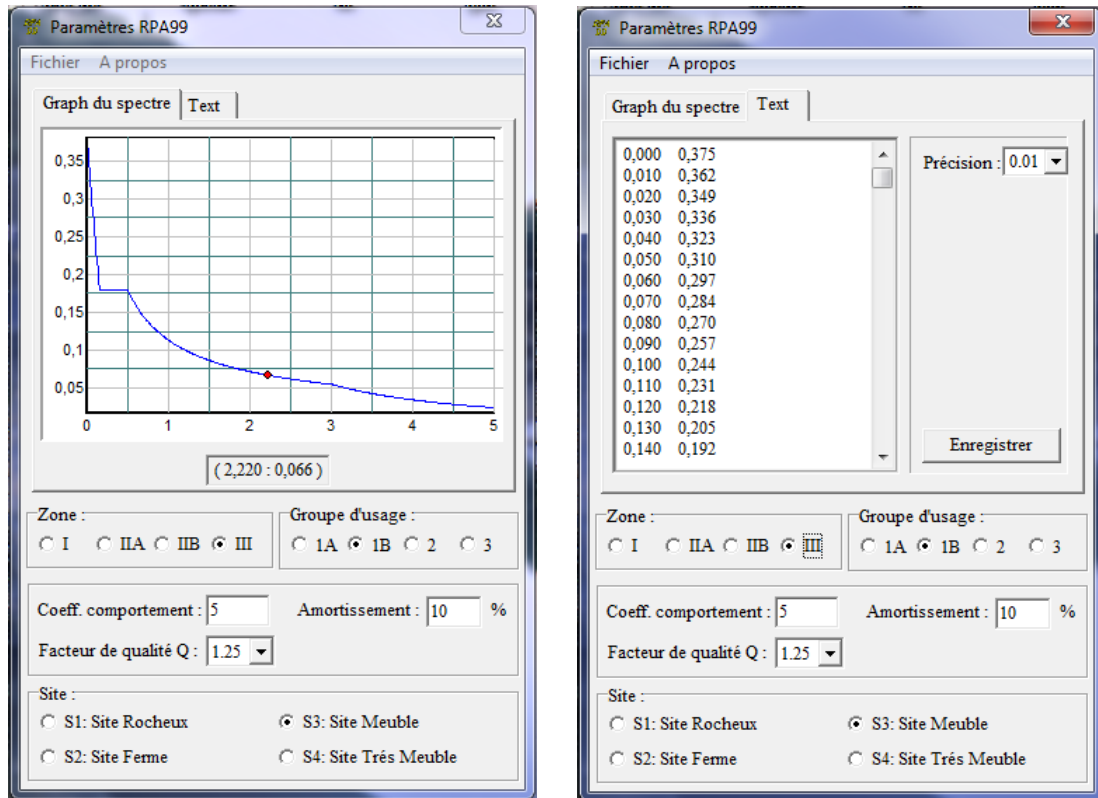 Paramètres RPA99
Fichier A propos
Graph du spectre Text
0,35
0,3
0,25
0,2
0,15
0,1
0,05
0 1 2 3 4 5
( 2,220 : 0,066 )
Zone :
I IIA IIB III
Groupe d'usage :
1A 1B 2 3
Coeff. comportement : 5 Amortissement : 10 %
Facteur de qualité Q : 1.25
Site :
S1: Site Rocheux S3: Site Meuble
S2: Site Ferme S4: Site Trés Meuble
Paramètres RPA99
Fichier A propos
Graph du spectre Text
0,000 0,375
0,010 0,362
0,020 0,349
0,030 0,336
0,040 0,323
0,050 0,310
0,060 0,297
0,070 0,284
0,080 0,270
0,090 0,257
0,100 0,244
0,110 0,231
0,120 0,218
0,130 0,205
0,140 0,192
Précision : 0.01
Enregistrer
Zone :
I IIA IIB III
Groupe d'usage :
1A 1B 2 3
Coeff. comportement : 5 Amortissement : 10 %
Facteur de qualité Q : 1.25
Site :
S1: Site Rocheux S3: Site Meuble
S2: Site Ferme S4: Site Trés Meuble